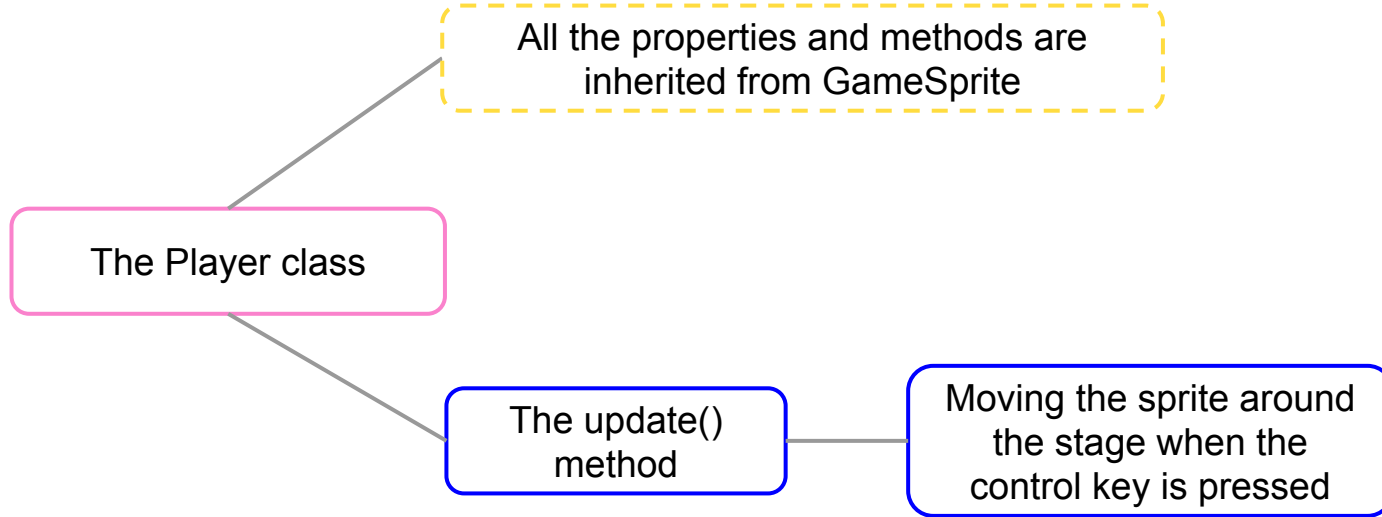 All the properties and methods are
inherited from GameSprite
The Player class
The update()
method
Moving the sprite around
the stage when the
control key is pressed